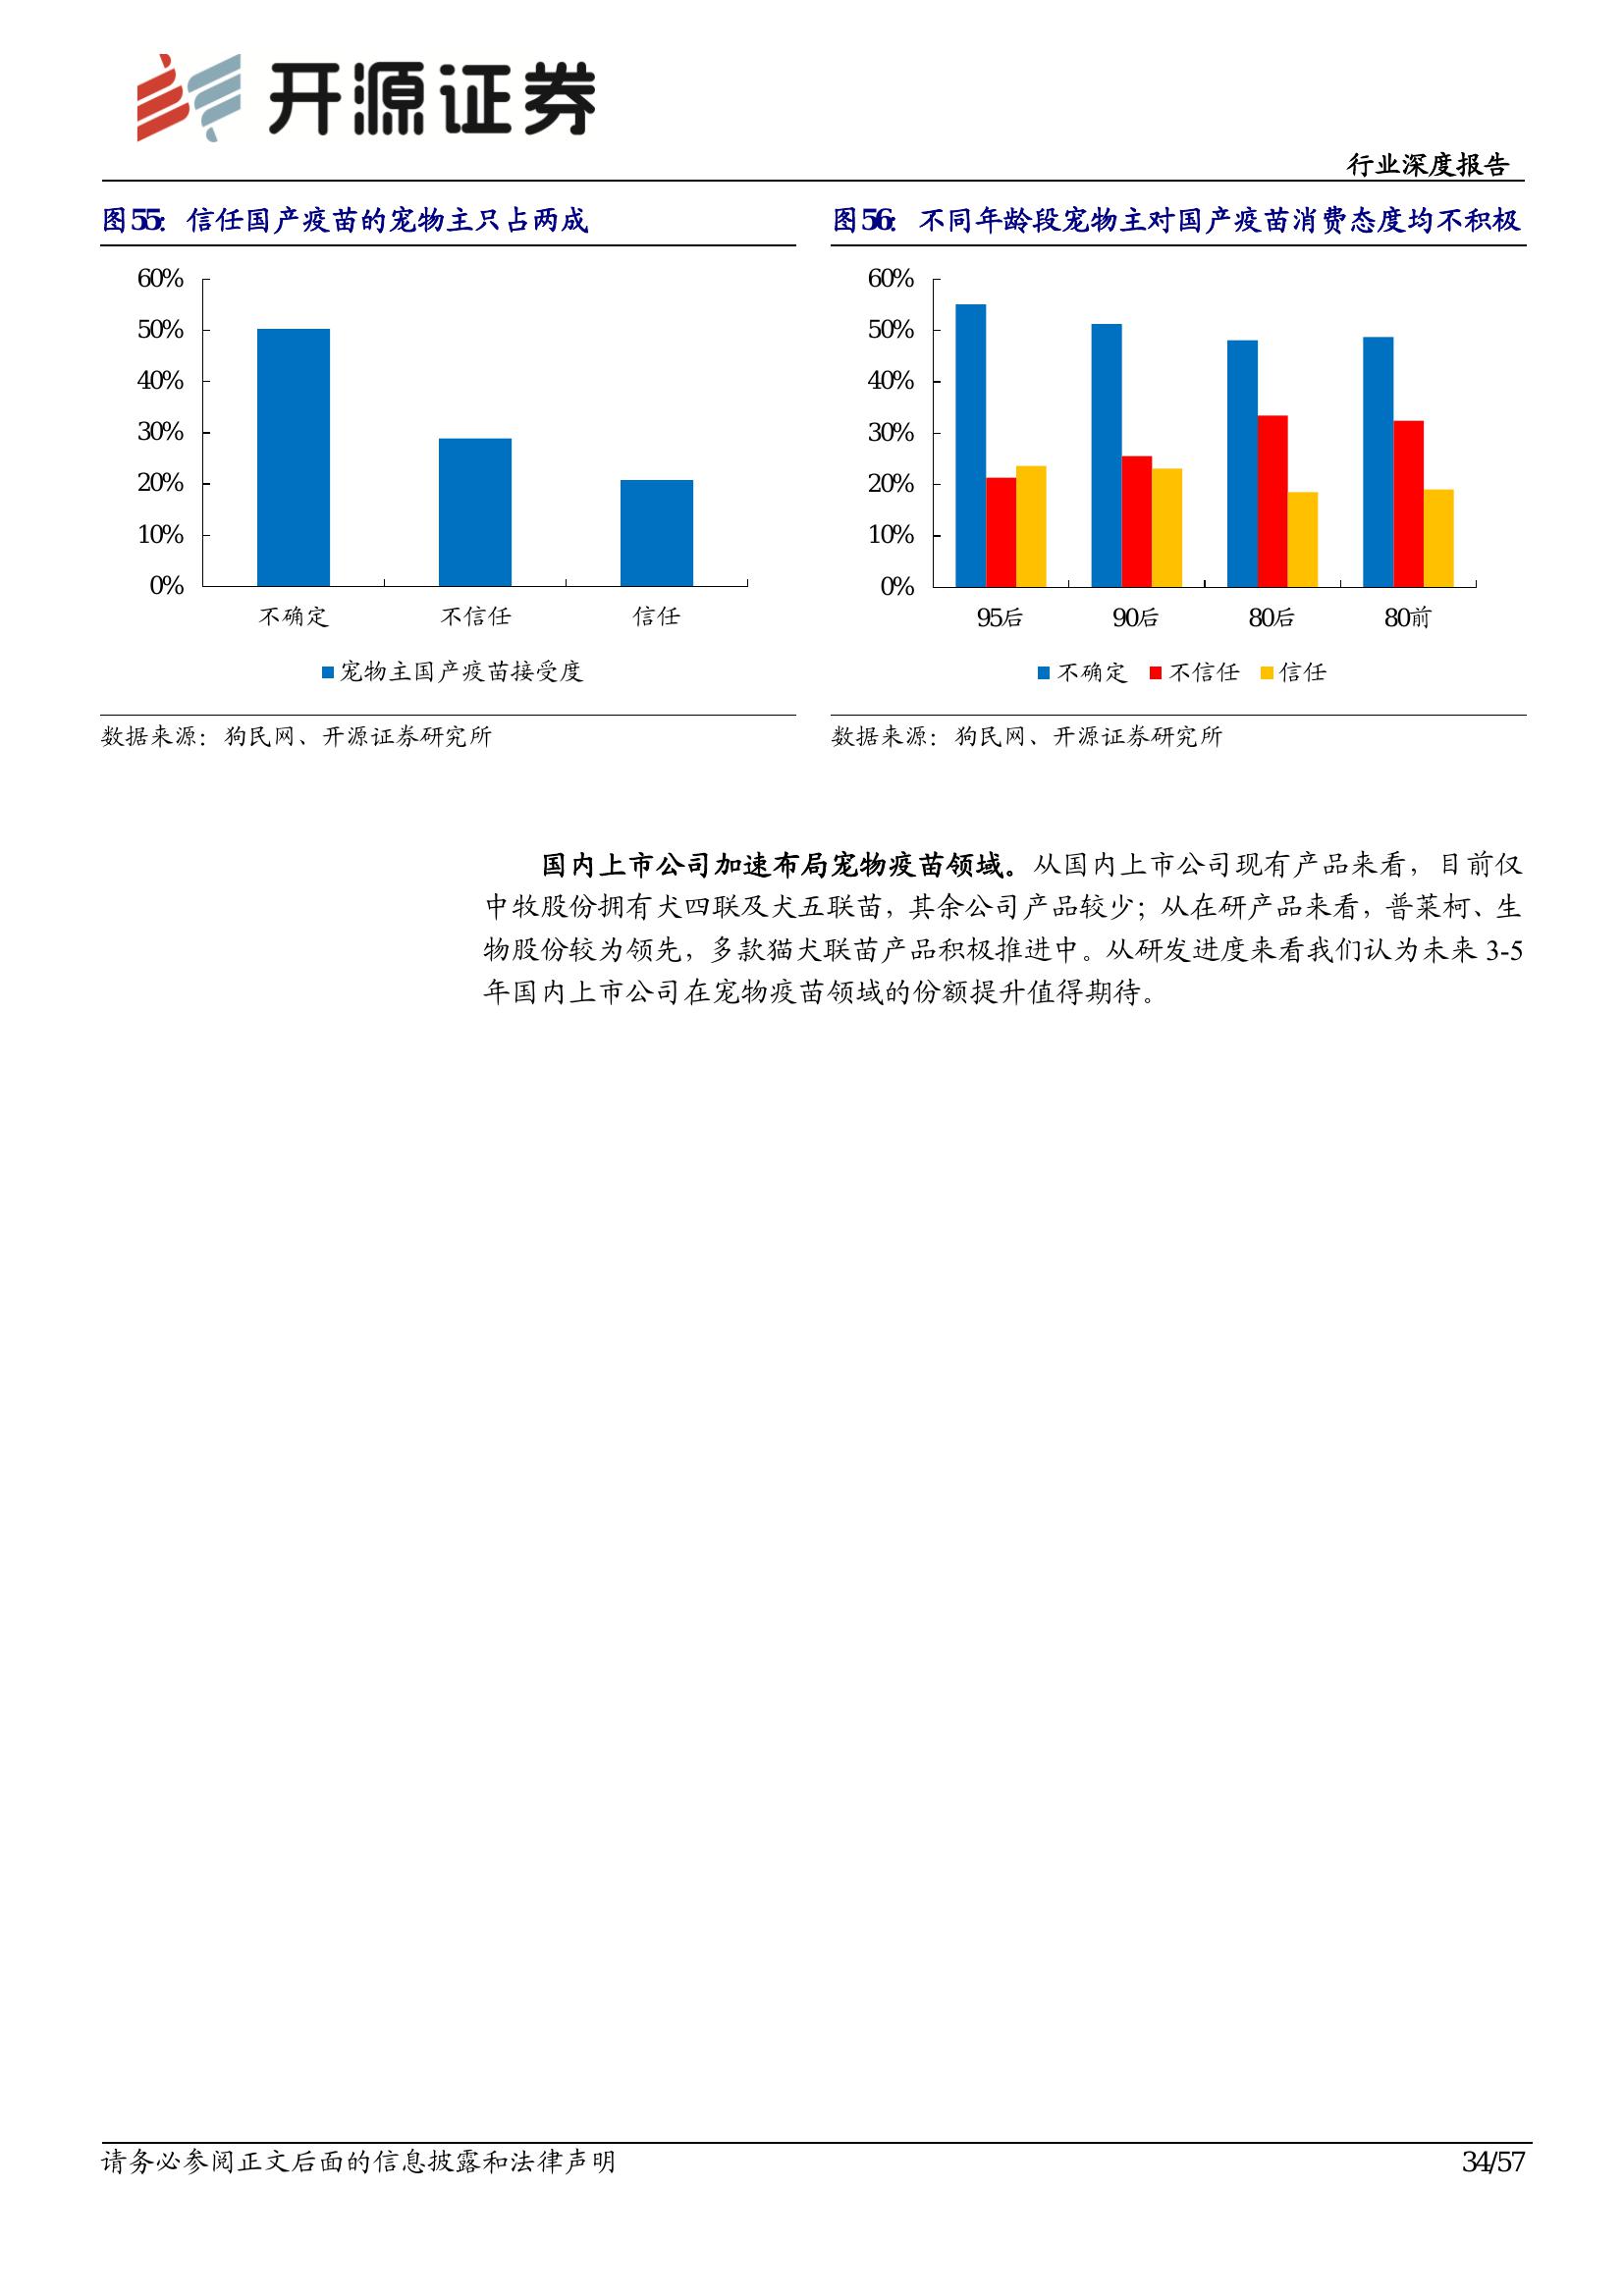 开源证券
行业深度报告
图55：信任国产疫苗的宠物主只占两成
60%
50%
40%
30%
20%
10%
0%
不确定 不信任 信任
宠物主国产疫苗接受度
数据来源：狗民网、开源证券研究所
图56：不同年龄段宠物主对国产疫苗消费态度均不积极
60%
50%
40%
30%
20%
10%
0%
95后 90后 80后 80前
不确定 不信任 信任
数据来源：狗民网、开源证券研究所
国内上市公司加速布局宠物疫苗领域。从国内上市公司现有产品来看，目前仅
中牧股份拥有犬四联及犬五联苗，其余公司产品较少；从在研产品来看，普莱柯、生
物股份较为领先，多款猫犬联苗产品积极推进中。从研发进度来看我们认为未来 3-5
年国内上市公司在宠物疫苗领域的份额提升值得期待。
请务必参阅正文后面的信息披露和法律声明
34/57